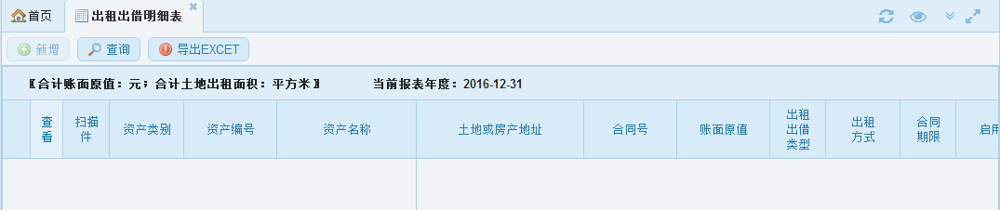 首页
出租出借明细表
新增
查询
导出EXCET
〖合计账面原值：元；合计土地出租面积：平方米〗 当前报表年度：2016-12-31
查看
扫描件
资产类别
资产编号
资产名称
土地或房产地址
合同号
账面原值
出租出借类型
出租方式
合同期限
启用